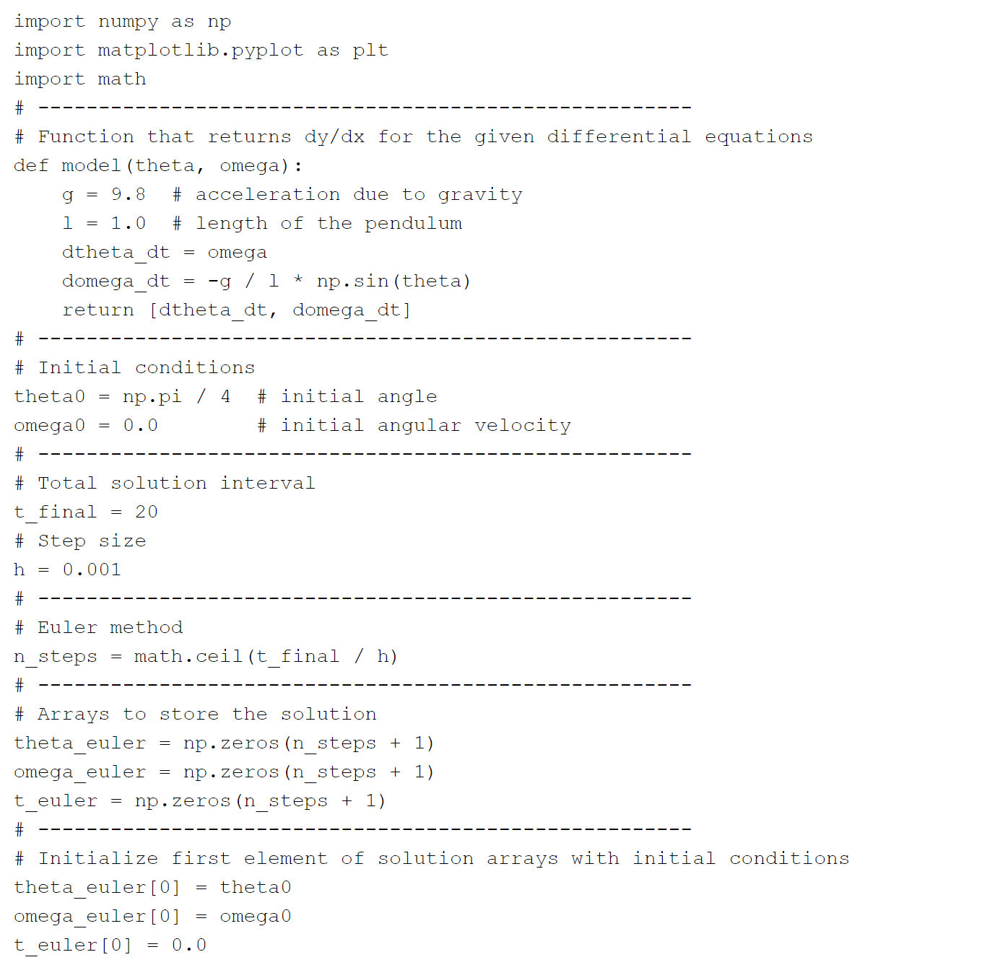 import numpy as np
import matplotlib.pyplot as plt
import math
# ------------------------------------------------------
# Function that returns dy/dx for the given differential equations
def model(theta, omega):
    g = 9.8  # acceleration due to gravity
    l = 1.0  # length of the pendulum
    dtheta_dt = omega
    domega_dt = -g / l * np.sin(theta)
    return [dtheta_dt, domega_dt]
# ------------------------------------------------------
# Initial conditions
theta0 = np.pi / 4  # initial angle
omega0 = 0.0        # initial angular velocity
# ------------------------------------------------------
# Total solution interval
t_final = 20
# Step size
h = 0.001
# ------------------------------------------------------
# Euler method
n_steps = math.ceil(t_final / h)
# ------------------------------------------------------
# Arrays to store the solution
theta_euler = np.zeros(n_steps + 1)
omega_euler = np.zeros(n_steps + 1)
t_euler = np.zeros(n_steps + 1)
# ------------------------------------------------------
# Initialize first element of solution arrays with initial conditions
theta_euler[0] = theta0
omega_euler[0] = omega0
t_euler[0] = 0.0